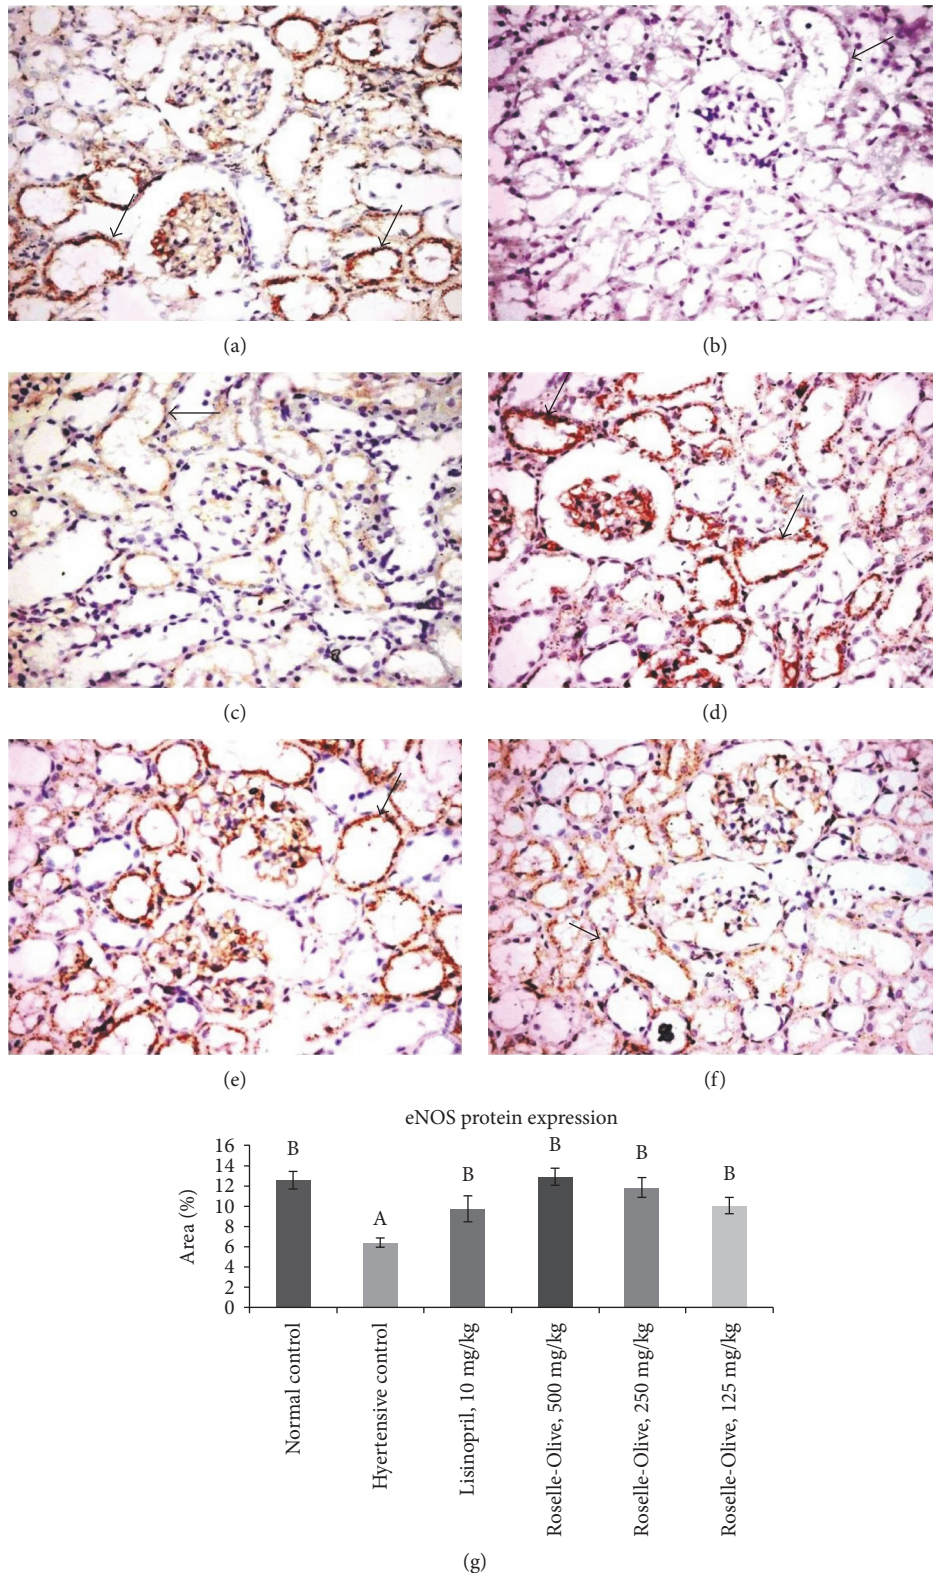 (a)
(b)
(c)
(d)
(e)
(f)
eNOS protein expression
Area (%)
16
14
12
10
8
6
4
2
0
B
A
B
B
B
B
Normal control
Hyertensive control
Lisinopril, 10 mg/kg
Roselle-Olive, 500 mg/kg
Roselle-Olive, 250 mg/kg
Roselle-Olive, 125 mg/kg
(g)